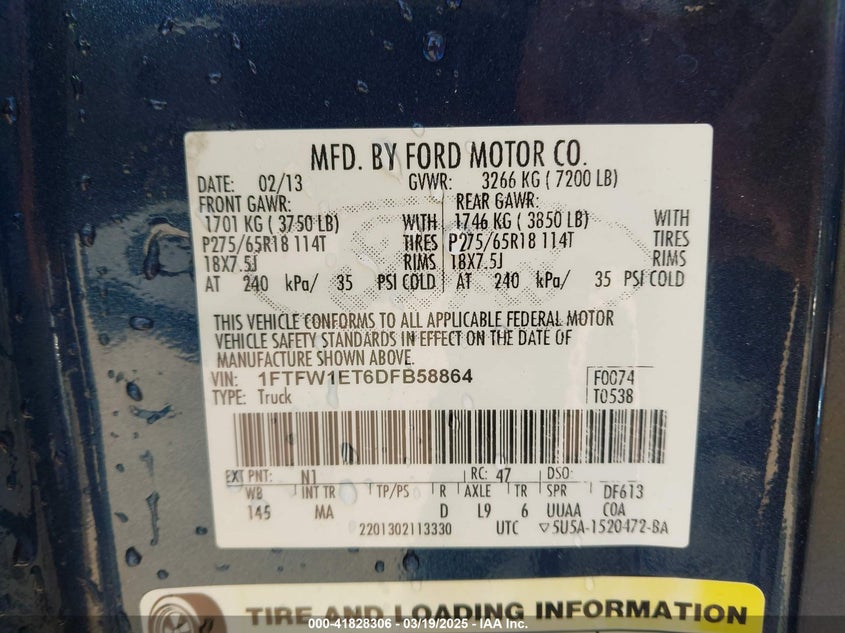 MFD. BY FORD MOTOR CO.
DATE: 02/13 GVWR: 3266 KG ( 7200 LB)
FRONT GAWR: REAR GAWR:
1701 KG ( 3750 LB) WITH 1746 KG ( 3850 LB) WITH
P275/65R18 114T TIRES P275/65R18 114T TIRES
18X7.5J RIMS 18X7.5J RIMS
AT 240 kPa/ 35 PSI COLD AT 240 kPa/ 35 PSI COLD
THIS VEHICLE CONFORMS TO ALL APPLICABLE FEDERAL MOTOR
VEHICLE SAFETY STANDARDS IN EFFECT ON THE DATE OF
MANUFACTURE SHOWN ABOVE.
VIN: 1FTFW1ET6DFB58864 F0074
TYPE: Truck T0538
EXT PNT: N1 RC: 47 DSO:
WB INT TR TP/PS R AXLE TR SPR DF613
145 MA D L9 6 UUAA COA
2201302113330 UTC ▽5U5A-1520472-BA
TIRE AND LOADING INFORMATION
000-41828306 - 03/19/2025 - IAA Inc.